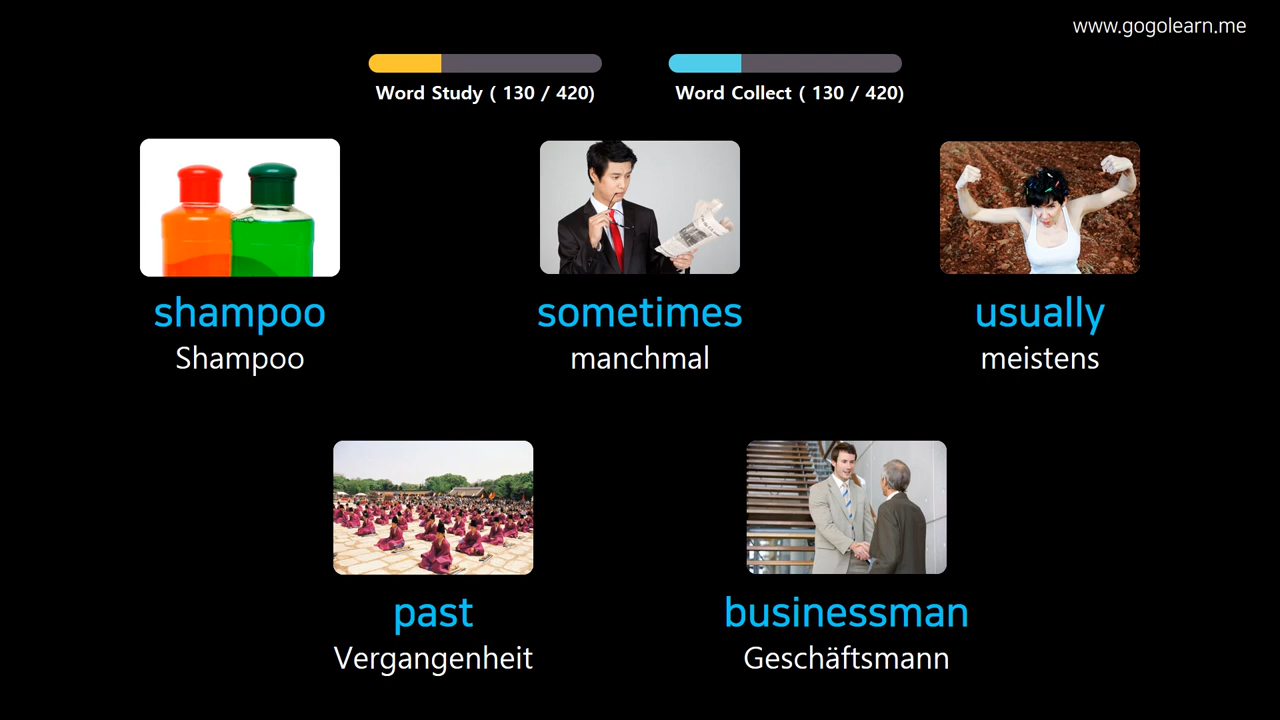 www.gogolearn.me
Word Study ( 130 / 420)
Word Collect ( 130 / 420)
shampoo
Shampoo
sometimes
manchmal
usually
meistens
past
Vergangenheit
businessman
Geschäftsmann